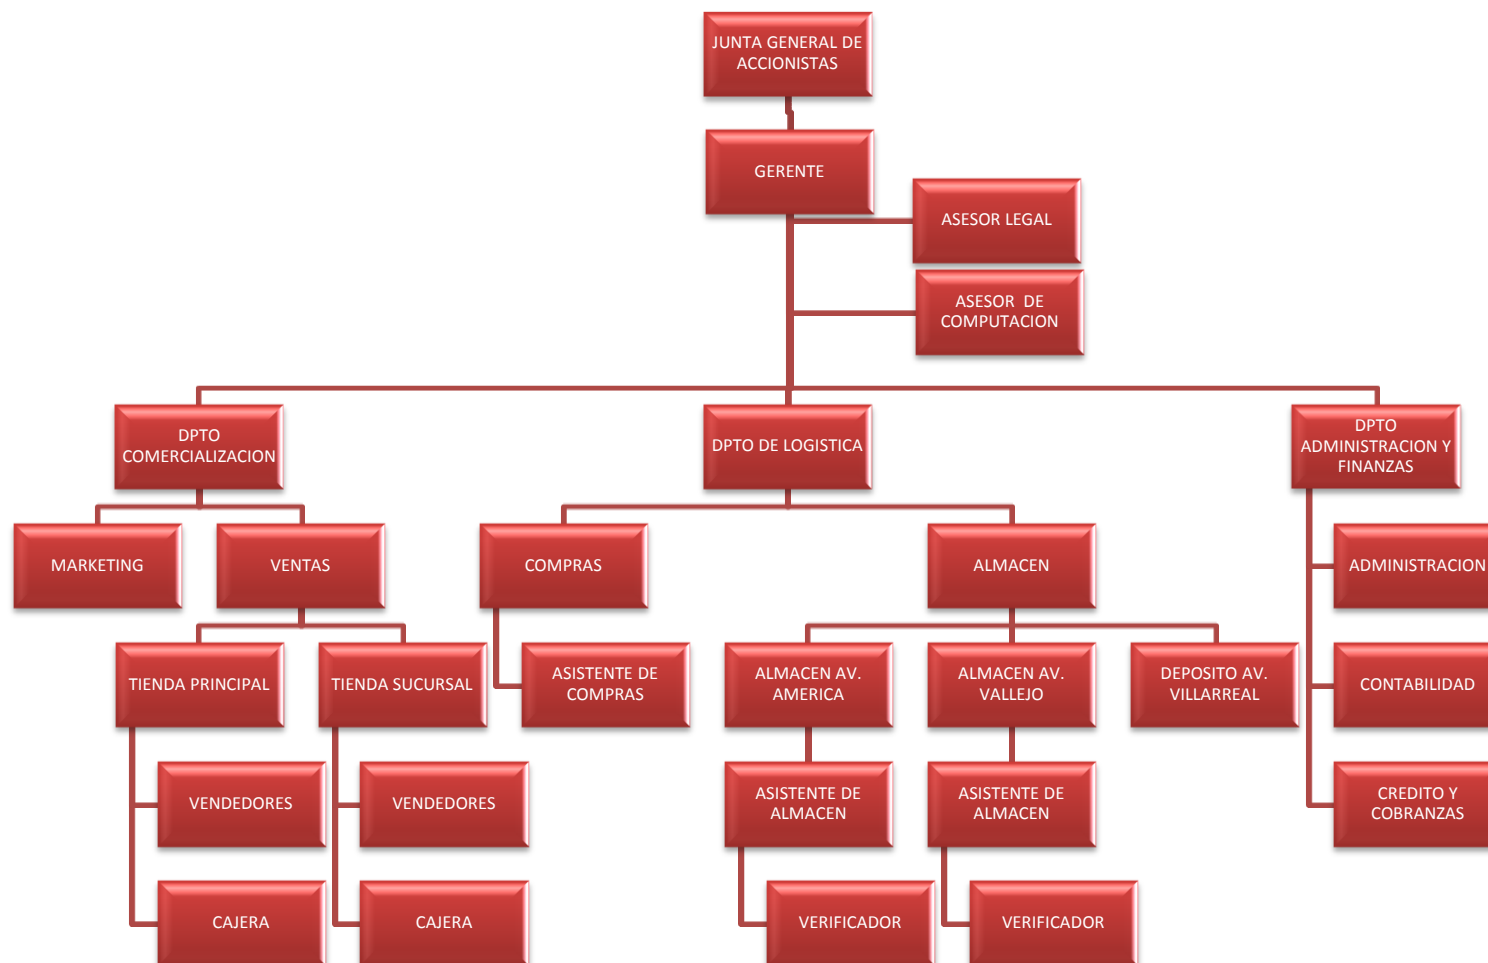 JUNTA GENERAL DE
ACCIONISTAS
GERENTE
ASESOR LEGAL
ASESOR  DE
COMPUTACION
DPTO
COMERCIALIZACION
DPTO DE LOGISTICA
DPTO
ADMINISTRACION Y
FINANZAS
MARKETING
VENTAS
COMPRAS
ALMACEN
ADMINISTRACION
TIENDA PRINCIPAL
TIENDA SUCURSAL
ASISTENTE DE
COMPRAS
ALMACEN AV.
AMERICA
ALMACEN AV.
VALLEJO
DEPOSITO AV.
VILLARREAL
CONTABILIDAD
VENDEDORES
VENDEDORES
ASISTENTE DE
ALMACEN
ASISTENTE DE
ALMACEN
CREDITO Y
COBRANZAS
CAJERA
CAJERA
VERIFICADOR
VERIFICADOR